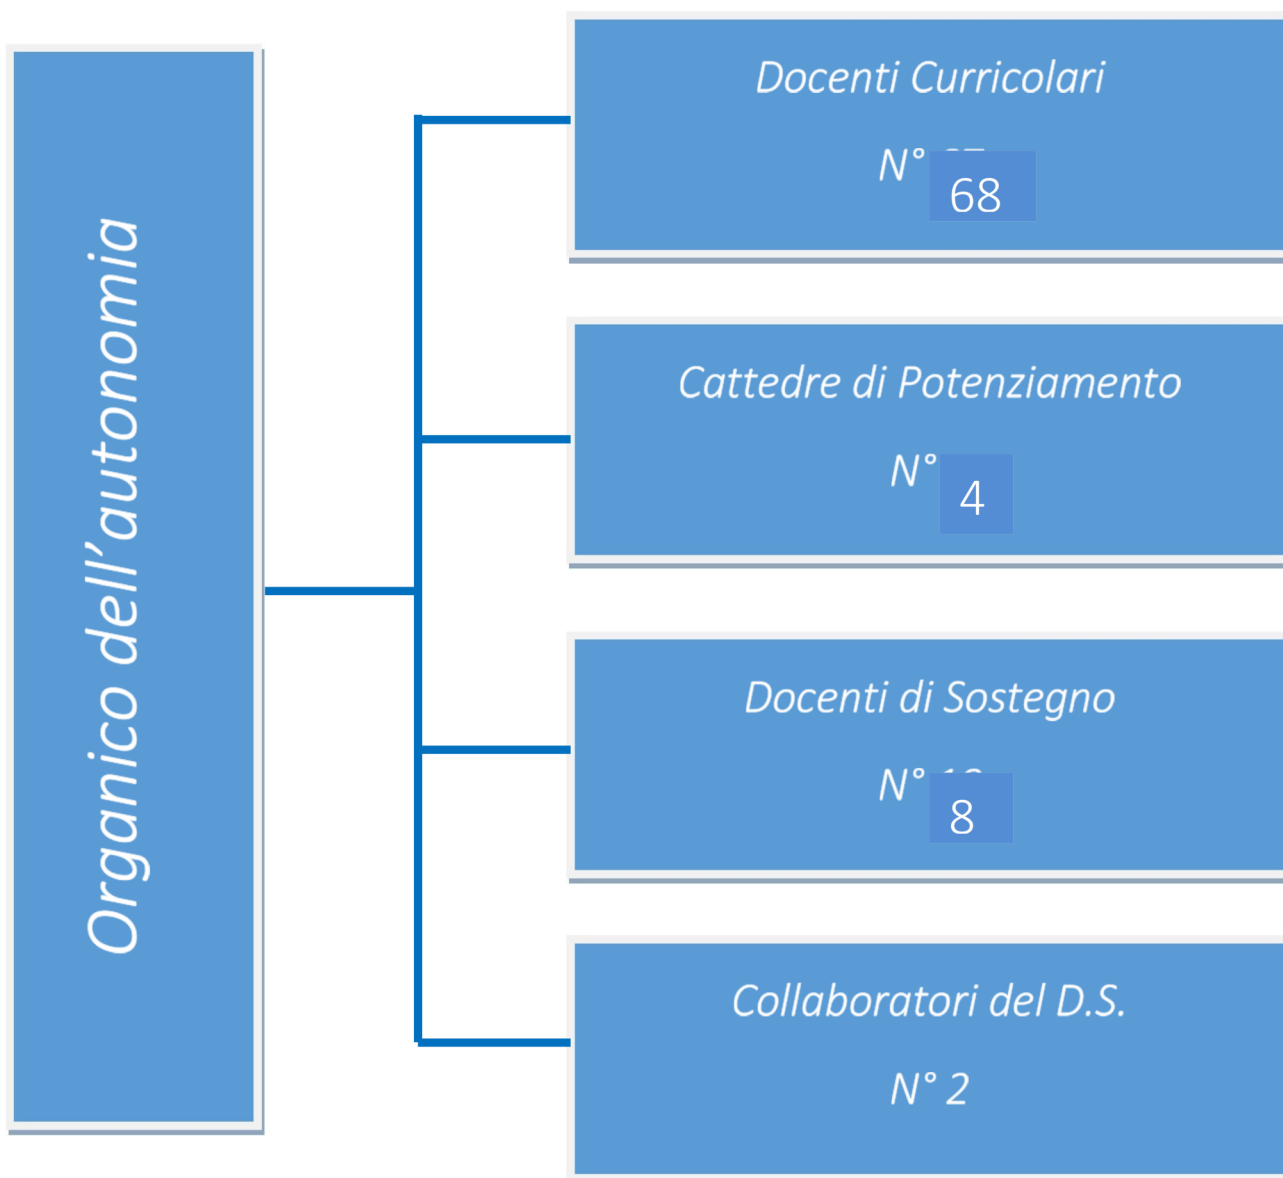 Organico dell'autonomia
Docenti Curricolari
N°
68
Cattedre di Potenziamento
N°
4
Docenti di Sostegno
N°
8
Collaboratori del D.S.
N° 2